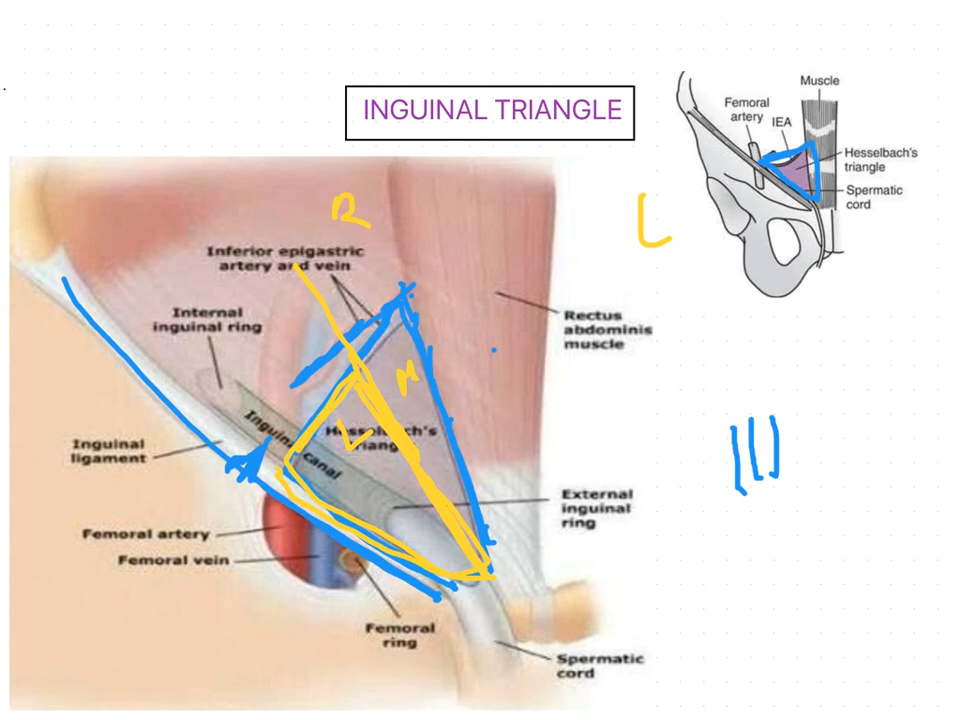 INGUINAL TRIANGLE
Muscle
Femoral
artery
IEA
Hesselbach's
triangle
Spermatic
cord
R
L
Inferior epigastric
artery and vein
Internal
inguinal ring
Rectus
abdominis
muscle
M
L
Inguinal canal
Hesselbach's
triangle
Inguinal
ligament
External
inguinal
ring
Femoral artery
Femoral vein
Femoral
ring
Spermatic
cord